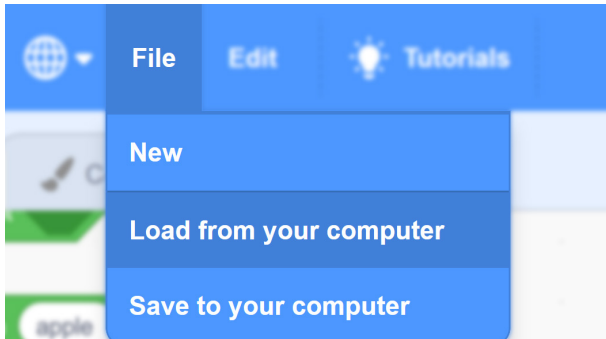 File Edit Tutorials
New
C
Load from your computer
Save to your computer
apple